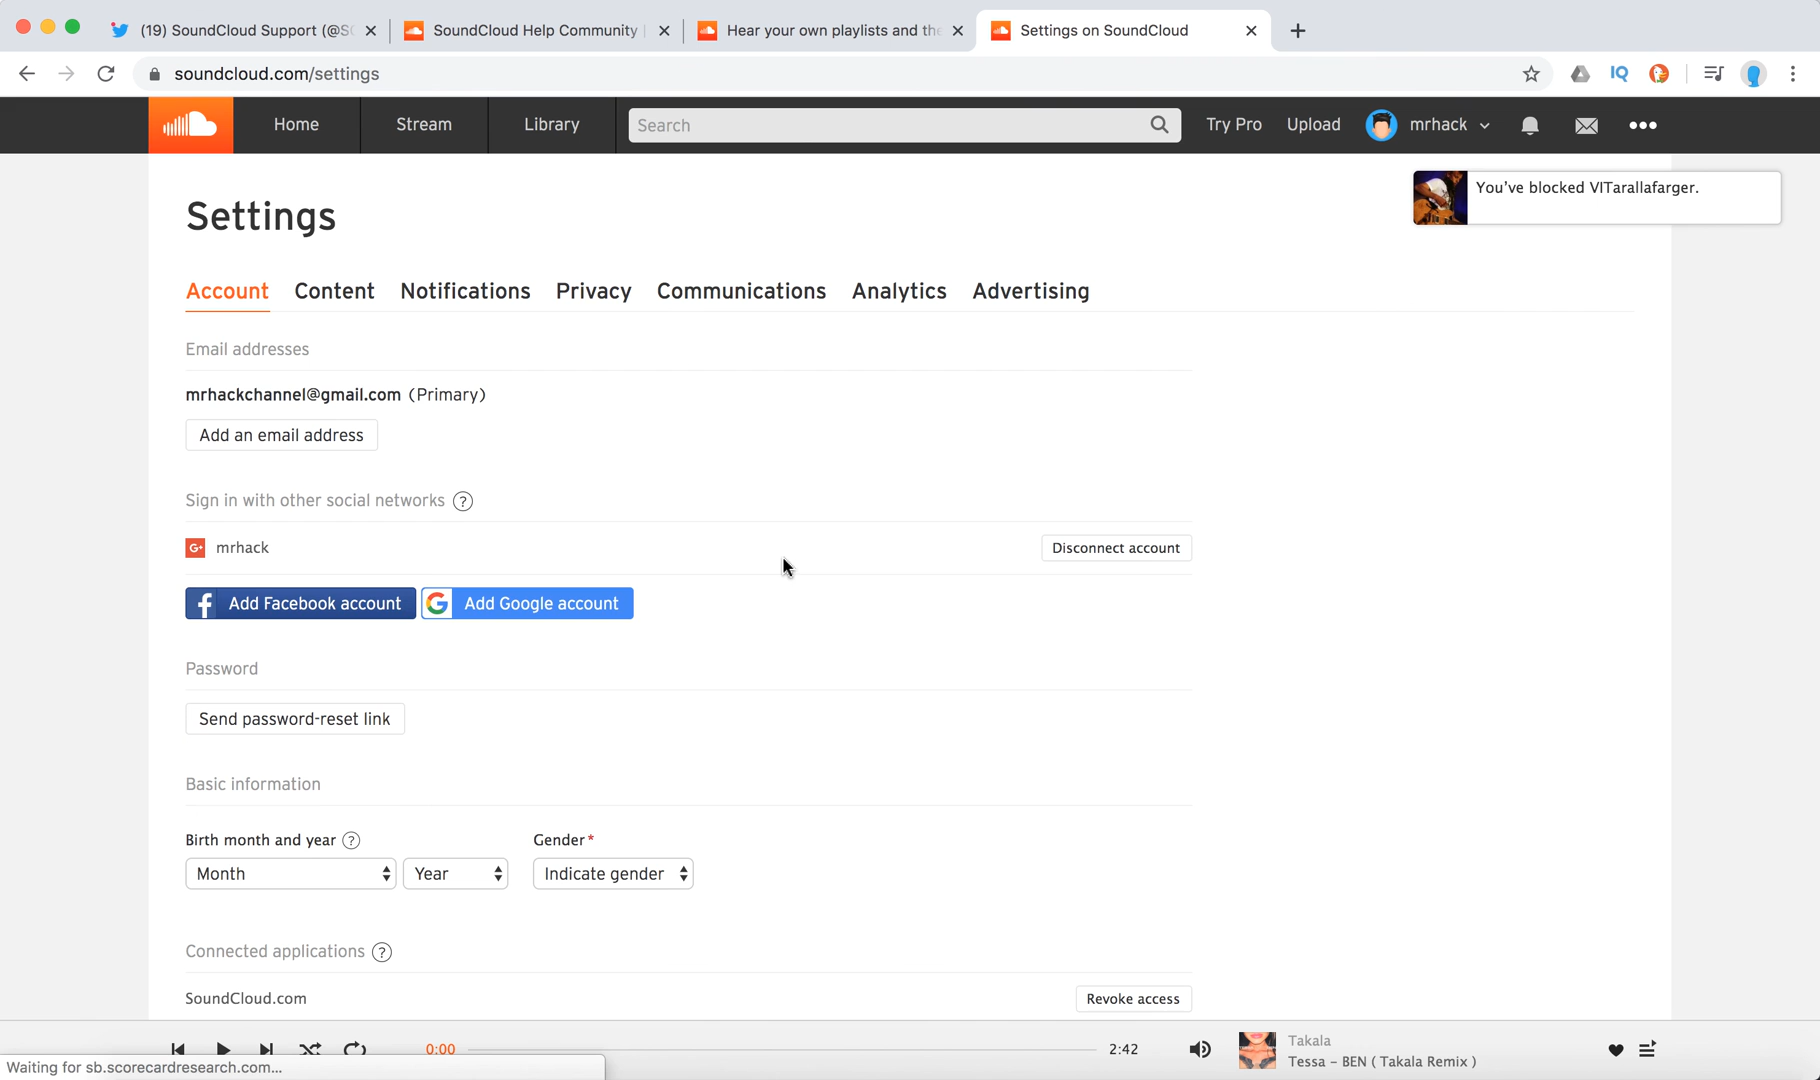 (19) SoundCloud Support (@SC
SoundCloud Help Community
Hear your own playlists and the
Settings on SoundCloud
soundcloud.com/settings
IQ
Home
Stream
Library
Search
Try Pro
Upload
mrhack
You've blocked VITarallafarger.
Settings
Account
Content
Notifications
Privacy
Communications
Analytics
Advertising
Email addresses
mrhackchannel@gmail.com (Primary)
Add an email address
Sign in with other social networks ?
G+ mrhack
Disconnect account
f Add Facebook account
G Add Google account
Password
Send password-reset link
Basic information
Birth month and year ?
Gender*
Month
Year
Indicate gender
Connected applications ?
SoundCloud.com
Revoke access
0:00
2:42
Takala
Tessa – BEN ( Takala Remix )
Waiting for sb.scorecardresearch.com...